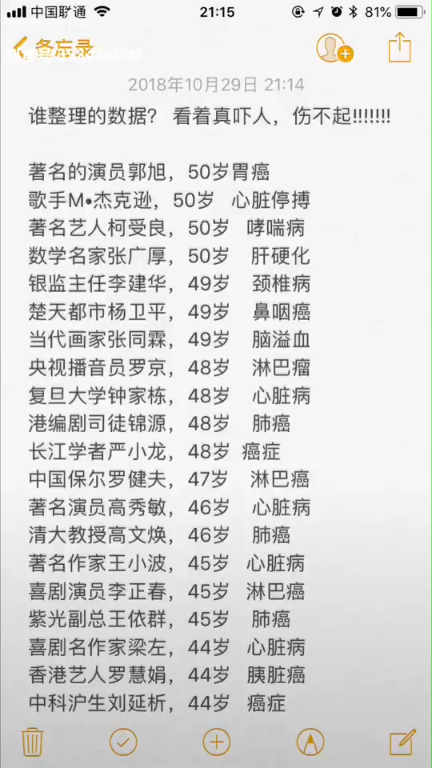 中国联通
21:15
81%
备忘录
2018年10月29日 21:14
谁整理的数据? 看着真吓人，伤不起!!!!!!!
著名的演员郭旭，50岁胃癌
歌手M•杰克逊，50岁 心脏停搏
著名艺人柯受良，50岁 哮喘病
数学名家张广厚，50岁 肝硬化
银监主任李建华，49岁 颈椎病
楚天都市杨卫平，49岁 鼻咽癌
当代画家张同霖，49岁 脑溢血
央视播音员罗京，48岁 淋巴瘤
复旦大学钟家栋，48岁 心脏病
港编剧司徒锦源，48岁 肺癌
长江学者严小龙，48岁 癌症
中国保尔罗健夫，47岁 淋巴癌
著名演员高秀敏，46岁 心脏病
清大教授高文焕，46岁 肺癌
著名作家王小波，45岁 心脏病
喜剧演员李正春，45岁 淋巴癌
紫光副总王依群，45岁 肺癌
喜剧名作家梁左，44岁 心脏病
香港艺人罗慧娟，44岁 胰脏癌
中科沪生刘延析，44岁 癌症